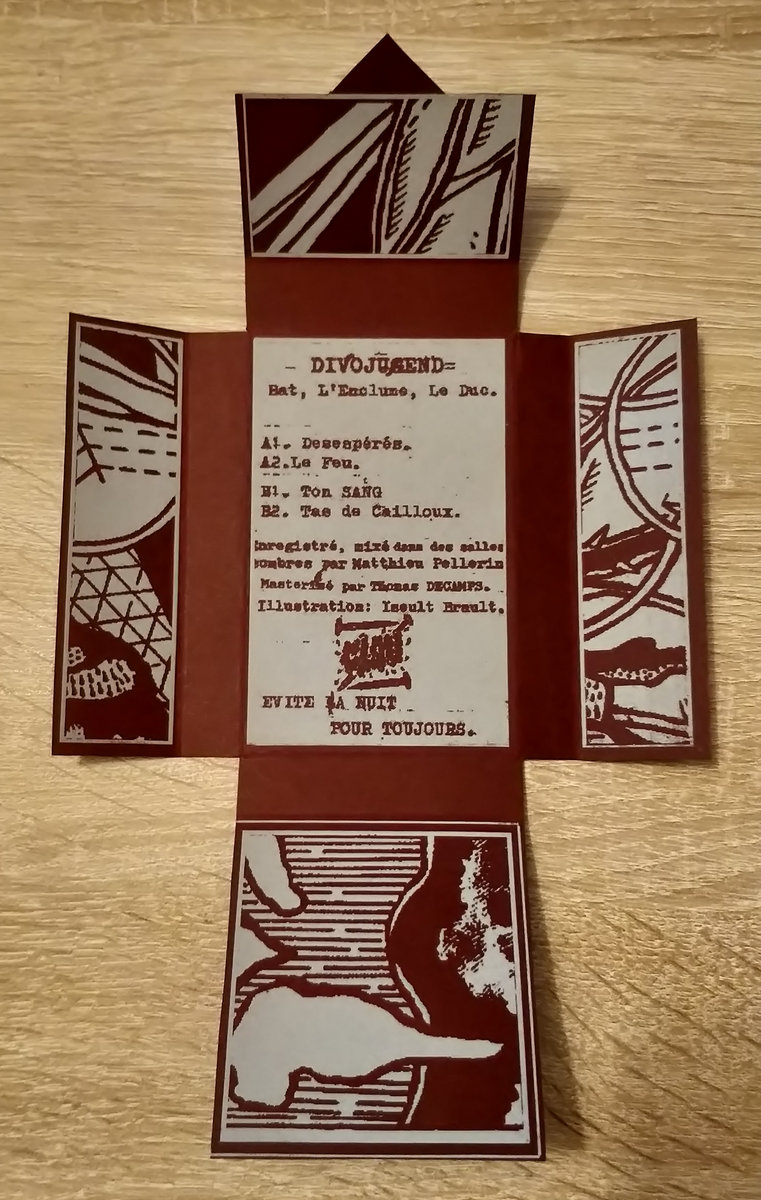 - DIVOJUGEND=
Bat, L'Enclume, Le Duc.
A1. Desespérés.
A2.Le Feu.
B1. Ton SANG
B2. Tas de Cailloux.
Enregistré, mixé dans des salles
sombres par Matthieu Pellerin
Masterisé par Thomas DECAMPS.
Illustration: Yseult Brault.
EVITE LA NUIT
POUR TOUJOURS.